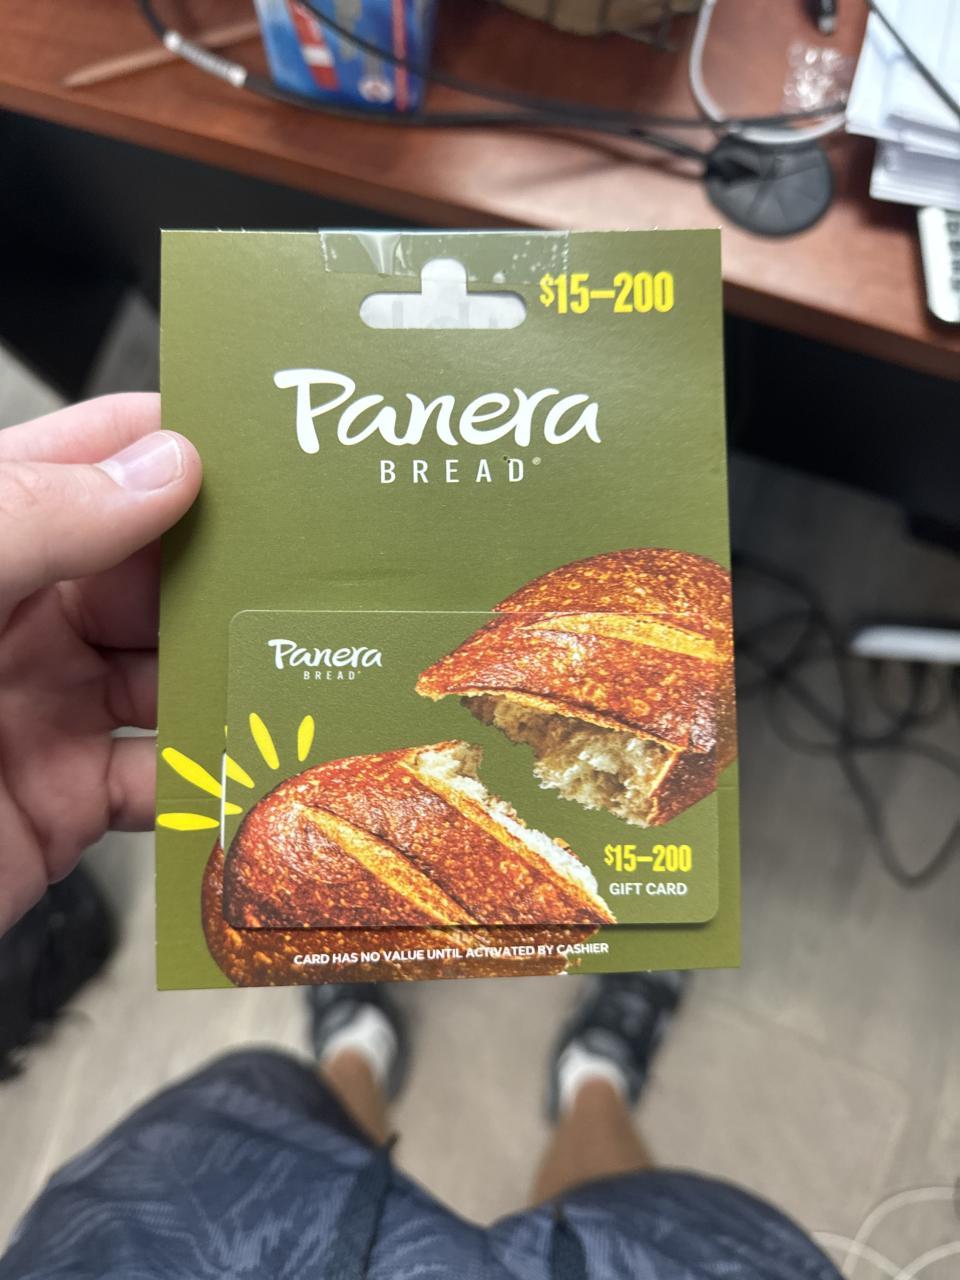 $15–200
Panera
BREAD®
Panera
BREAD®
$15–200
GIFT CARD
CARD HAS NO VALUE UNTIL ACTIVATED BY CASHIER